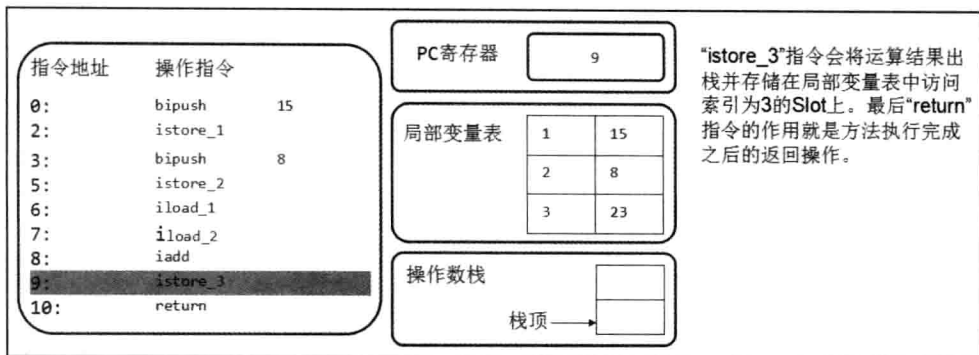 指令地址 操作指令
0: bipush 15
2: istore_1
3: bipush 8
5: istore_2
6: iload_1
7: iload_2
8: iadd
9: istore_3
10: return
PC寄存器 9
局部变量表 1 15
2 8
3 23
操作数栈
栈顶
“istore_3”指令会将运算结果出
栈并存储在局部变量表中访问
索引为3的Slot上。最后“return”
指令的作用就是方法执行完成
之后的返回操作。